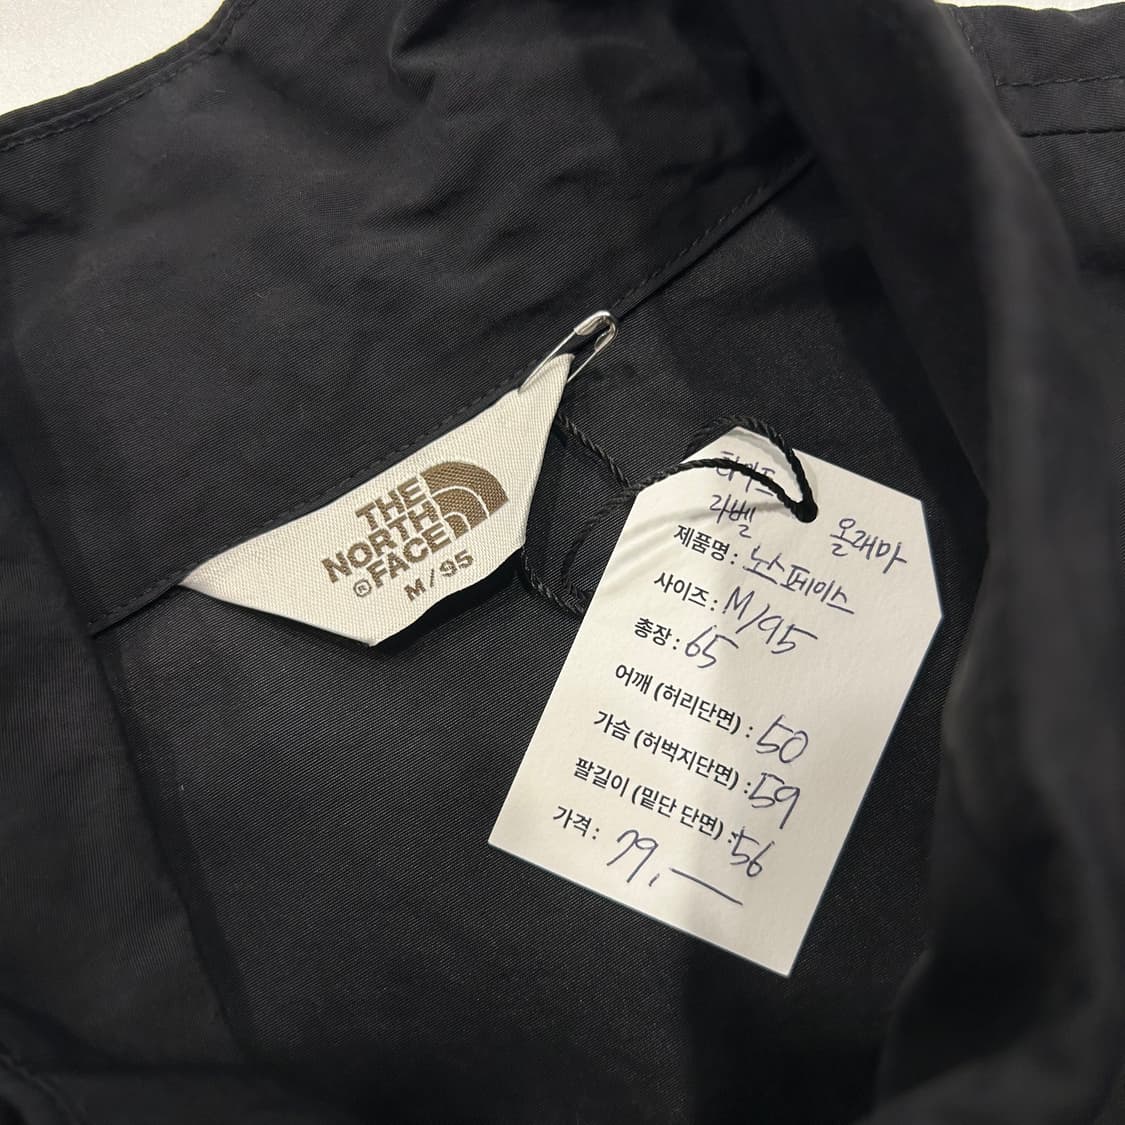 THE
NORTH
FACE
®
M / 95
라벨
올래마
제품명 : 노스페이스
사이즈 : M/95
총장 : 65
어깨 (허리단면) : 50
가슴 (허벅지단면) : 59
팔길이 (밑단 단면) : 56
가격 : 79,—